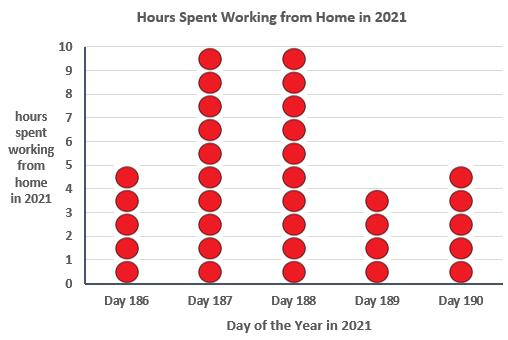 Hours Spent Working from Home in 2021
10
9
8
7
6
5
4
3
2
1
0
hours
spent
working
from
home
in 2021
Day 186
Day 187
Day 188
Day 189
Day 190
Day of the Year in 2021